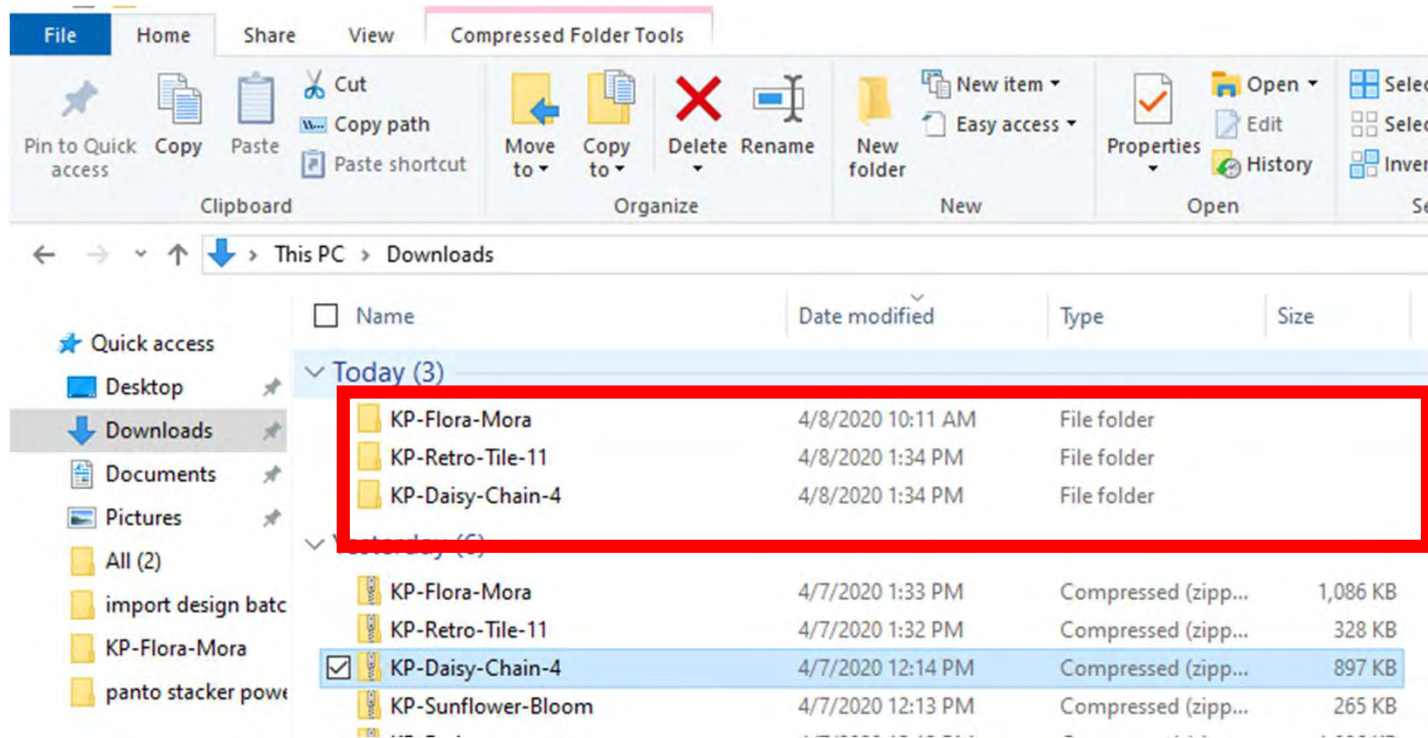 File Home Share View Compressed Folder Tools
Pin to Quick access
Copy
Paste
Cut
Copy path
Paste shortcut
Move to
Copy to
Delete
Rename
New folder
New item
Easy access
Properties
Open
Edit
History
Selec
Selec
Inver
Clipboard Organize New Open Se
This PC > Downloads
Name Date modified Type Size
Quick access
Desktop
Downloads
Documents
Pictures
All (2)
import design batc
KP-Flora-Mora
panto stacker powe
Today (3)
KP-Flora-Mora 4/8/2020 10:11 AM File folder
KP-Retro-Tile-11 4/8/2020 1:34 PM File folder
KP-Daisy-Chain-4 4/8/2020 1:34 PM File folder
Yesterday (6)
KP-Flora-Mora 4/7/2020 1:33 PM Compressed (zipp... 1,086 KB
KP-Retro-Tile-11 4/7/2020 1:32 PM Compressed (zipp... 328 KB
KP-Daisy-Chain-4 4/7/2020 12:14 PM Compressed (zipp... 897 KB
KP-Sunflower-Bloom 4/7/2020 12:13 PM Compressed (zipp... 265 KB